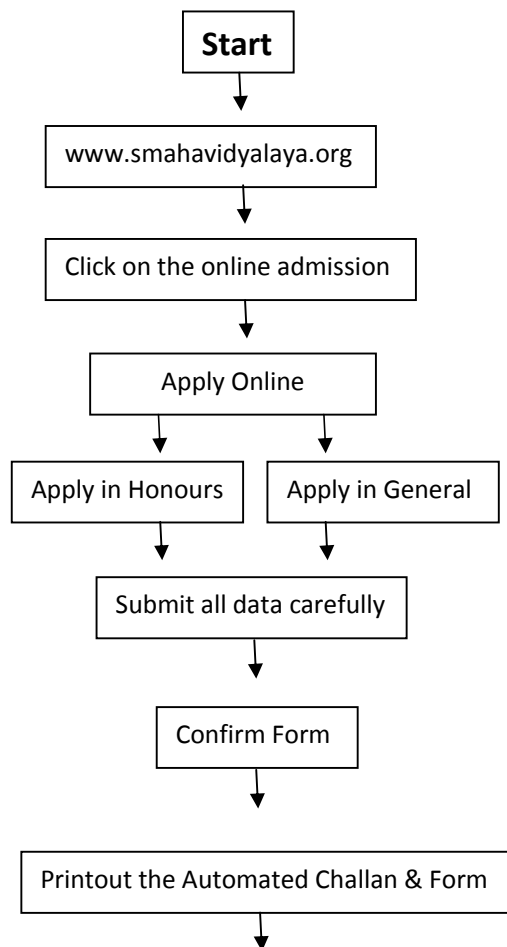 Start
www.smahavidyalaya.org
Click on the online admission
Apply Online
Apply in Honours
Apply in General
Submit all data carefully
Confirm Form
Printout the Automated Challan & Form